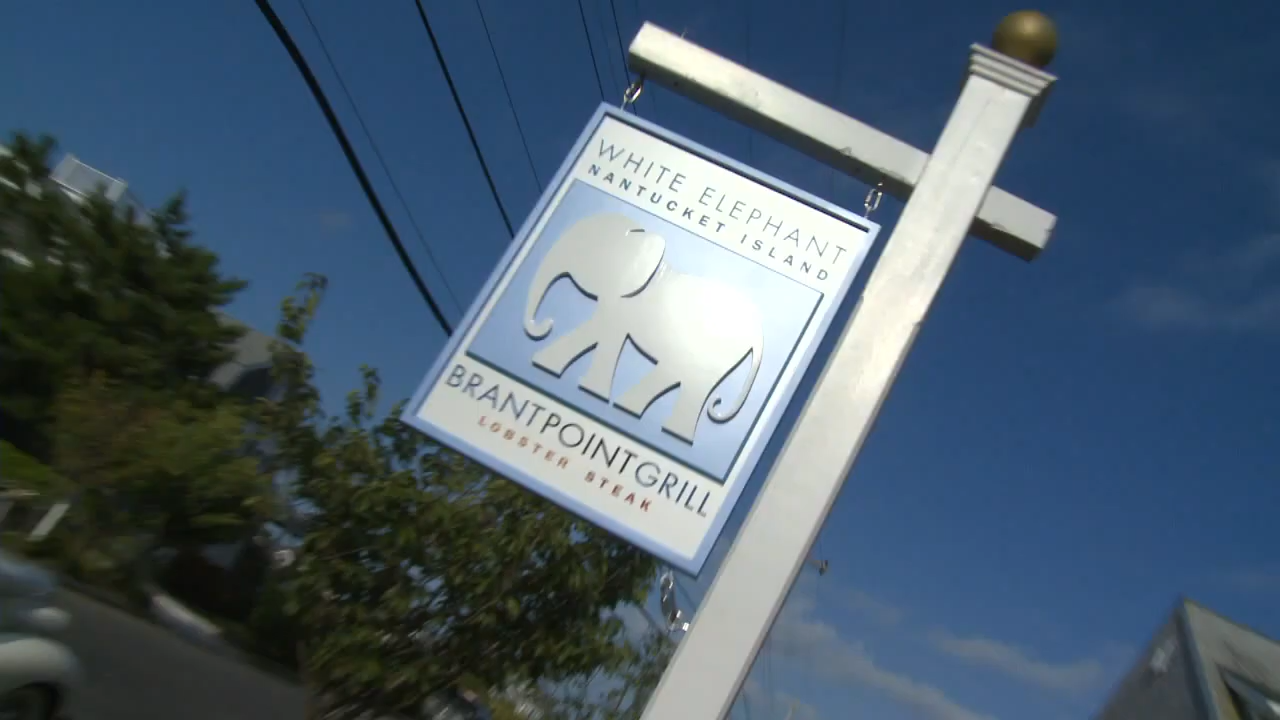 WHITE ELEPHANT
NANTUCKET ISLAND
BRANTPOINTGRILL
LOBSTER STEAK